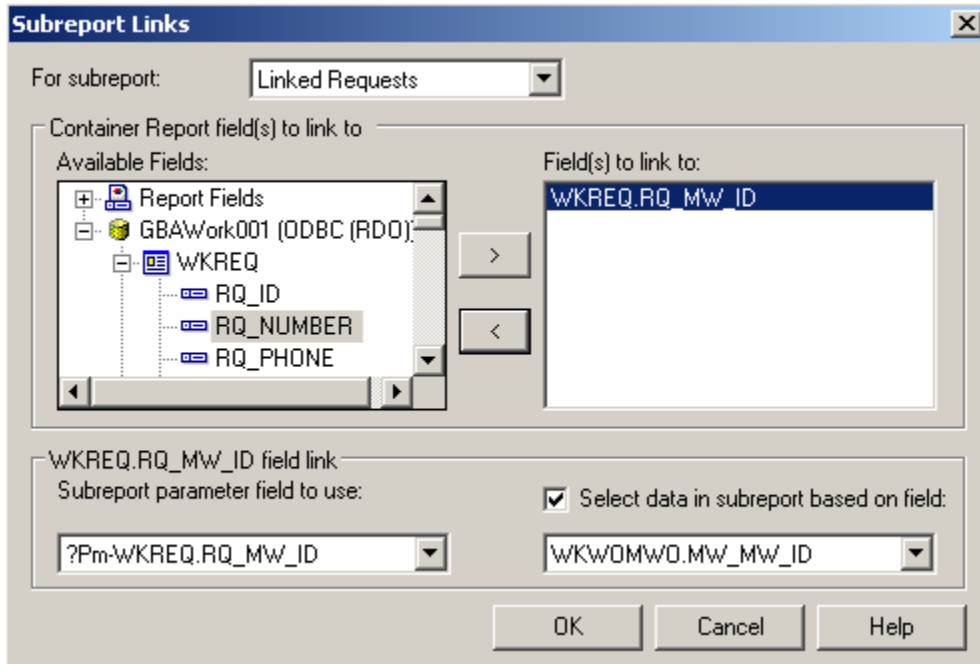 Subreport Links
For subreport:
Linked Requests
Container Report field(s) to link to
Available Fields:
Report Fields
GBAWork001 (ODBC (RDO))
WKREQ
RQ_ID
RQ_NUMBER
RQ_PHONE
>
<
Field(s) to link to:
WKREQ.RQ_MW_ID
WKREQ.RQ_MW_ID field link
Subreport parameter field to use:
?Pm-WKREQ.RQ_MW_ID
Select data in subreport based on field:
WKWOMWO.MW_MW_ID
OK
Cancel
Help